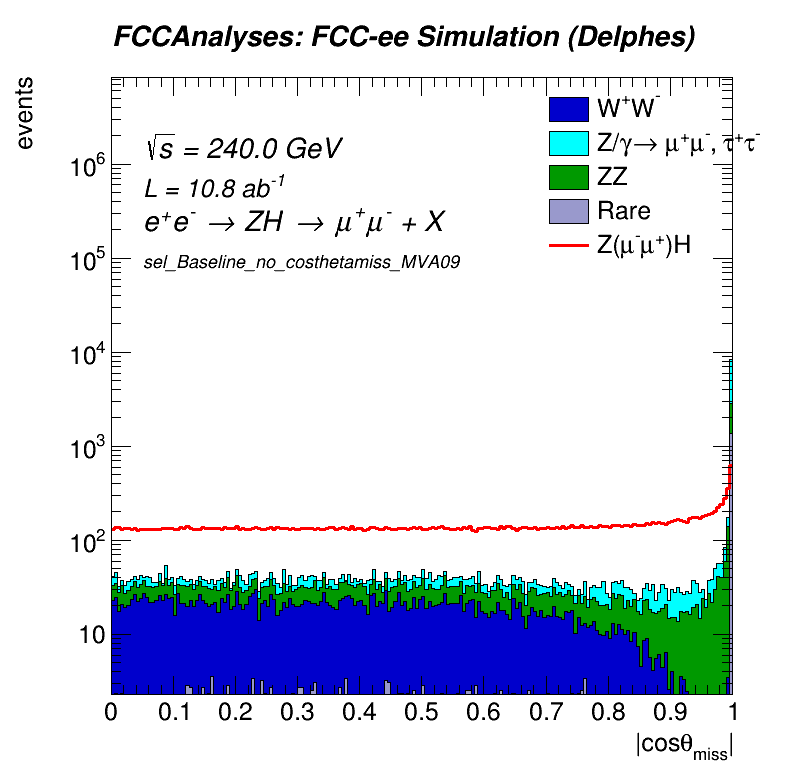 FCCAnalyses: FCC-ee Simulation (Delphes)
events
√s = 240.0 GeV
L = 10.8 ab⁻¹
e⁺e⁻ → ZH → μ⁺μ⁻ + X
sel_Baseline_no_costhetamiss_MVA09
W⁺W⁻
Z/γ→ μ⁺μ⁻, τ⁺τ⁻
ZZ
Rare
Z(μ⁻μ⁺)H
10⁶
10⁵
10⁴
10³
10²
10
0 0.1 0.2 0.3 0.4 0.5 0.6 0.7 0.8 0.9 1
|cosθ_miss|